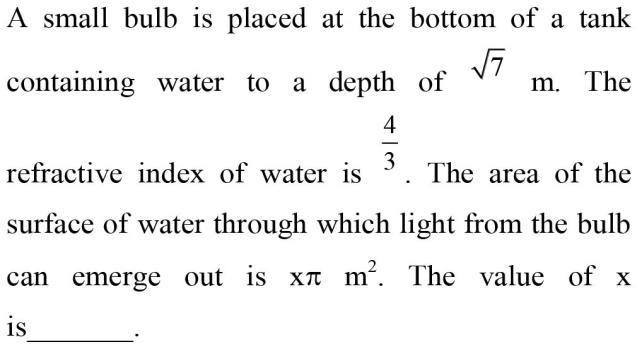 A small bulb is placed at the bottom of a tank
containing water to a depth of √7 m. The
refractive index of water is 4/3. The area of the
surface of water through which light from the bulb
can emerge out is xπ m². The value of x
is________.